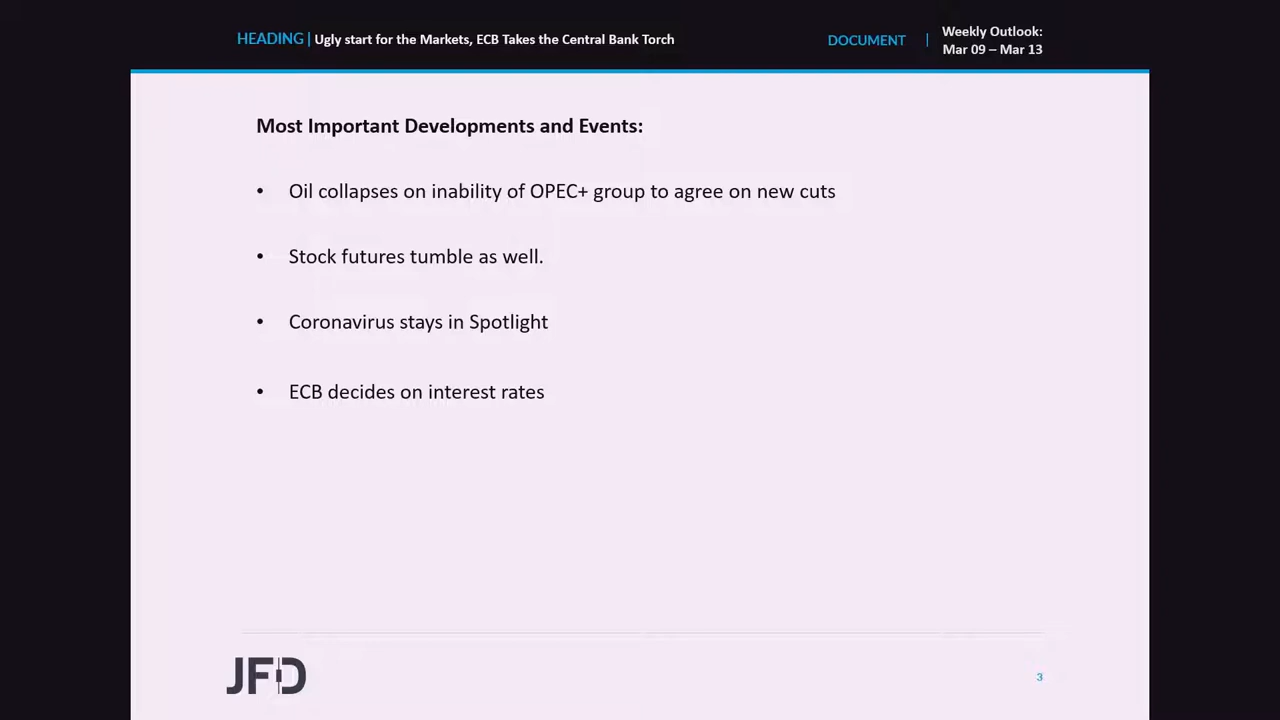 HEADING | Ugly start for the Markets, ECB Takes the Central Bank Torch
DOCUMENT | Weekly Outlook:
Mar 09 – Mar 13
Most Important Developments and Events:
• Oil collapses on inability of OPEC+ group to agree on new cuts
• Stock futures tumble as well.
• Coronavirus stays in Spotlight
• ECB decides on interest rates
JFD
3